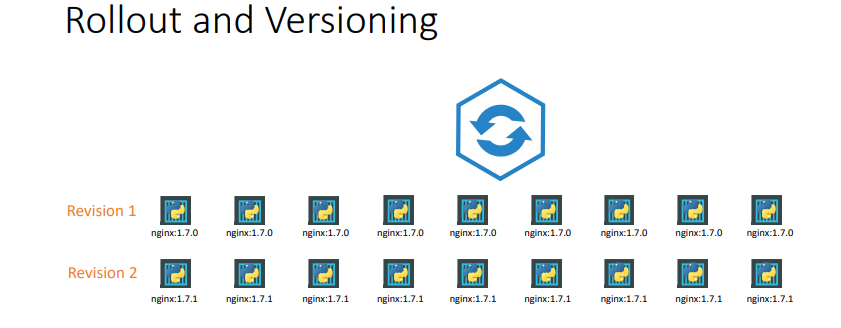 Rollout and Versioning
Revision 1
nginx:1.7.0 nginx:1.7.0 nginx:1.7.0 nginx:1.7.0 nginx:1.7.0 nginx:1.7.0 nginx:1.7.0 nginx:1.7.0 nginx:1.7.0
Revision 2
nginx:1.7.1 nginx:1.7.1 nginx:1.7.1 nginx:1.7.1 nginx:1.7.1 nginx:1.7.1 nginx:1.7.1 nginx:1.7.1 nginx:1.7.1